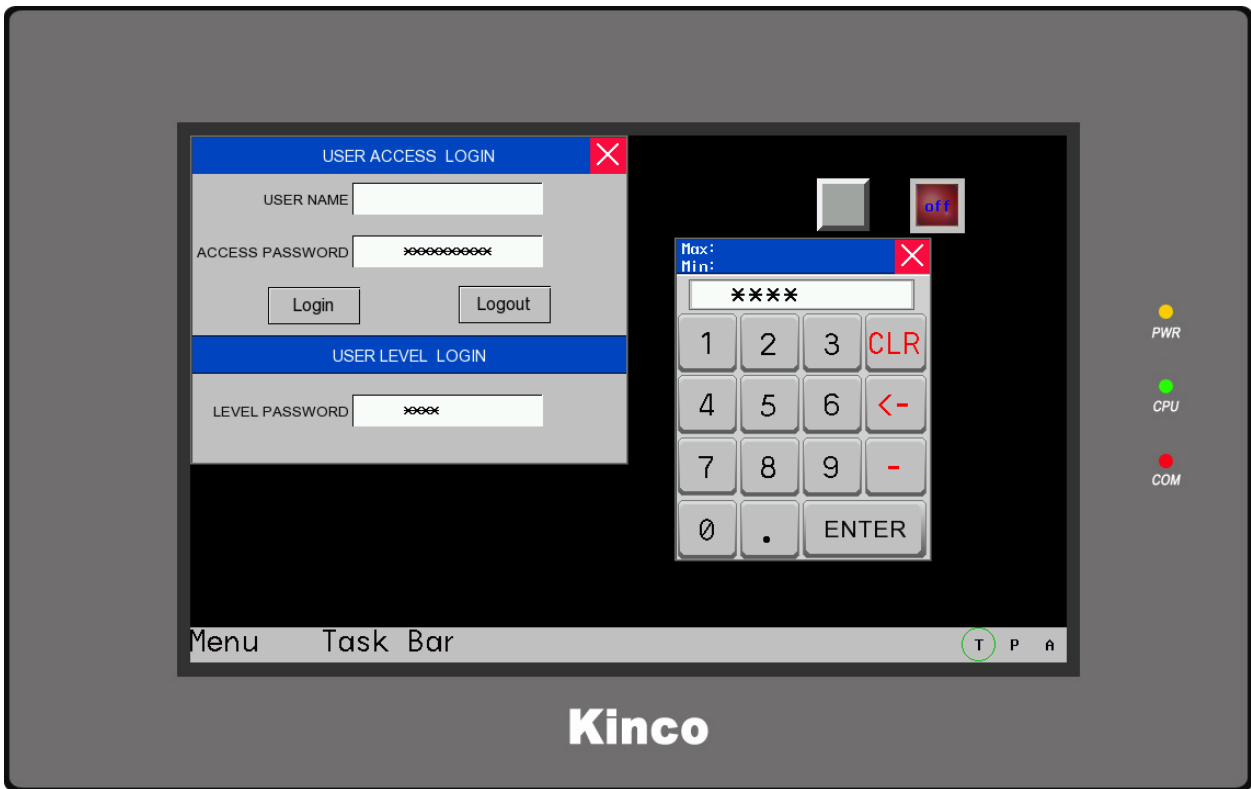 USER ACCESS LOGIN
USER NAME
ACCESS PASSWORD **********
Login Logout
USER LEVEL LOGIN
LEVEL PASSWORD ****
off
Max:
Min:
****
1 2 3 CLR
4 5 6 <-
7 8 9 -
0 . ENTER
PWR
CPU
COM
Menu Task Bar T P A
Kinco